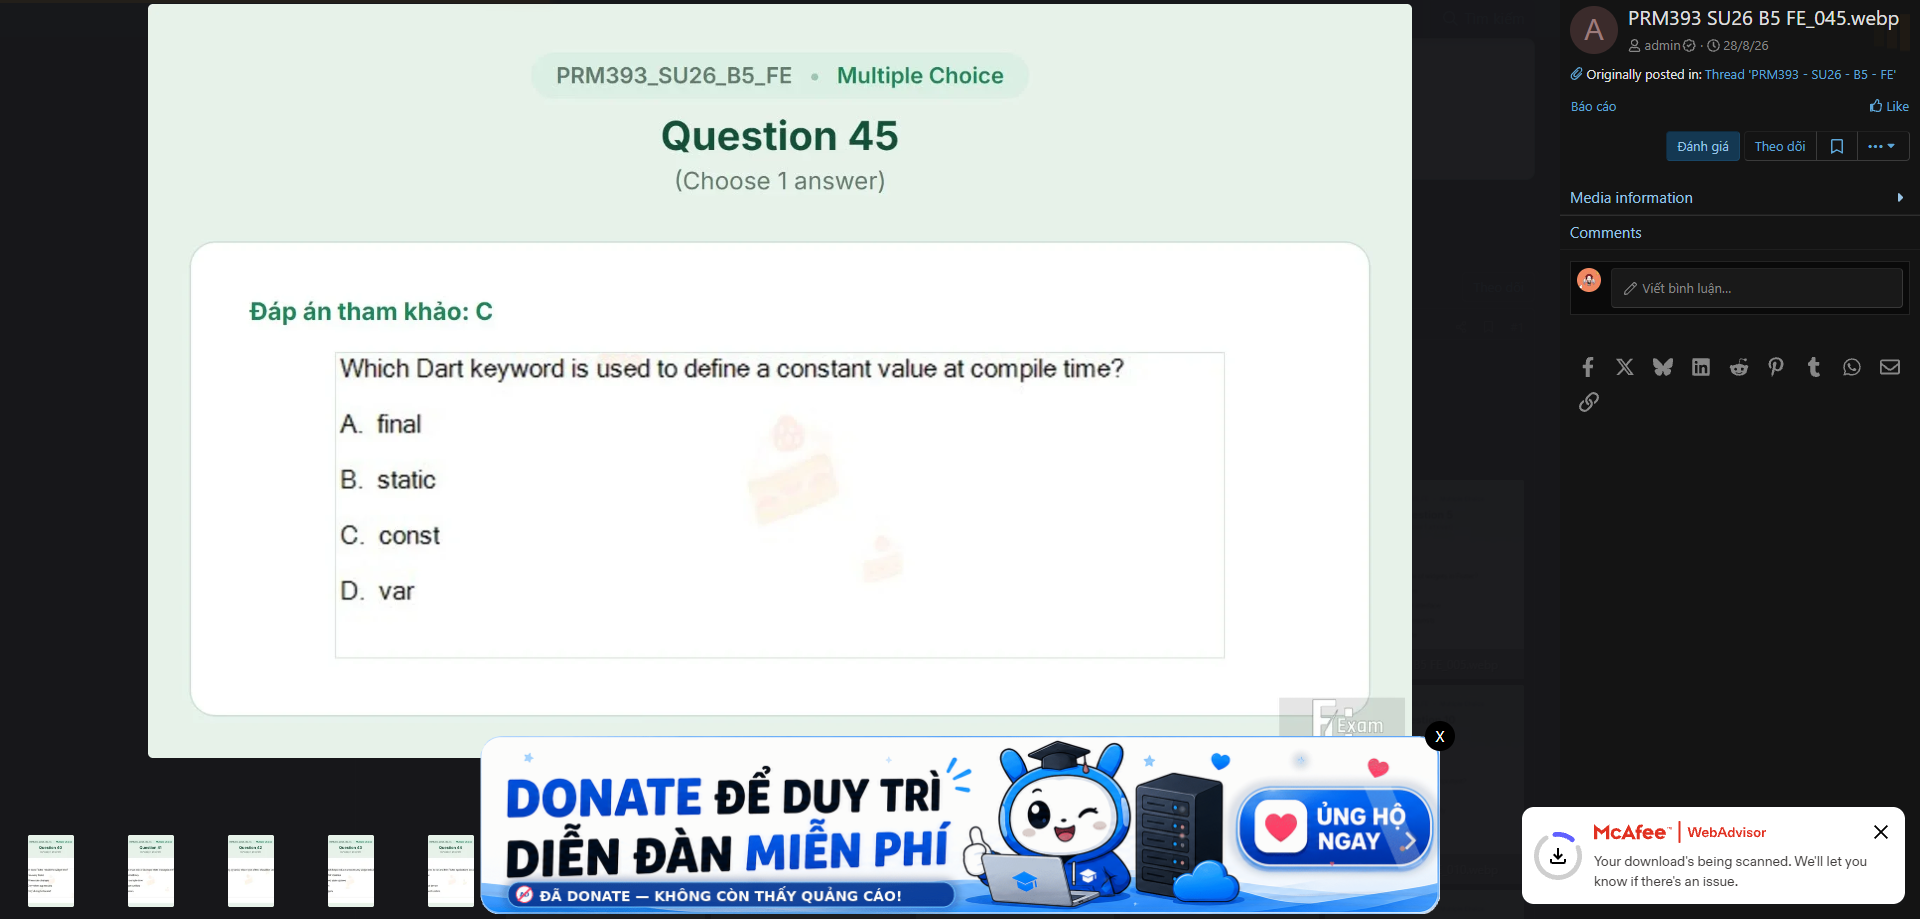 PRM393_SU26_B5_FE • Multiple Choice
Question 45
(Choose 1 answer)
Đáp án tham khảo: C
Which Dart keyword is used to define a constant value at compile time?
A. final
B. static
C. const
D. var
Exam
X
DONATE ĐỂ DUY TRÌ
DIỄN ĐÀN MIỄN PHÍ
ĐÃ DONATE — KHÔNG CÒN THẤY QUẢNG CÁO!
ỦNG HỘ
NGAY
A
PRM393 SU26 B5 FE_045.webp
admin · 28/8/26
Originally posted in: Thread 'PRM393 - SU26 - B5 - FE'
Báo cáo
Like
Đánh giá
Theo dõi
Media information
Comments
Viết bình luận...
McAfee™ | WebAdvisor
Your download's being scanned. We'll let you
know if there's an issue.